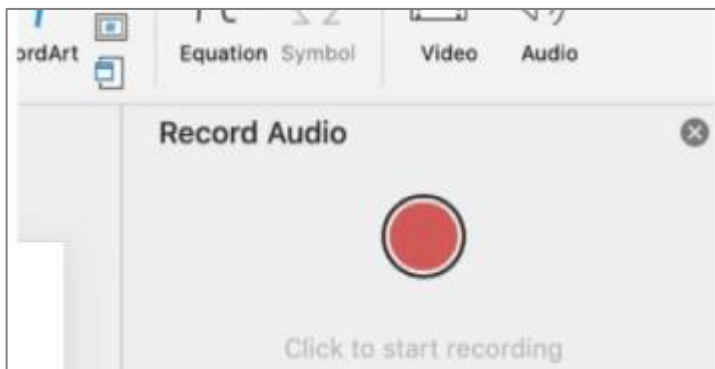 ordArt Equation Symbol Video Audio
Record Audio
Click to start recording